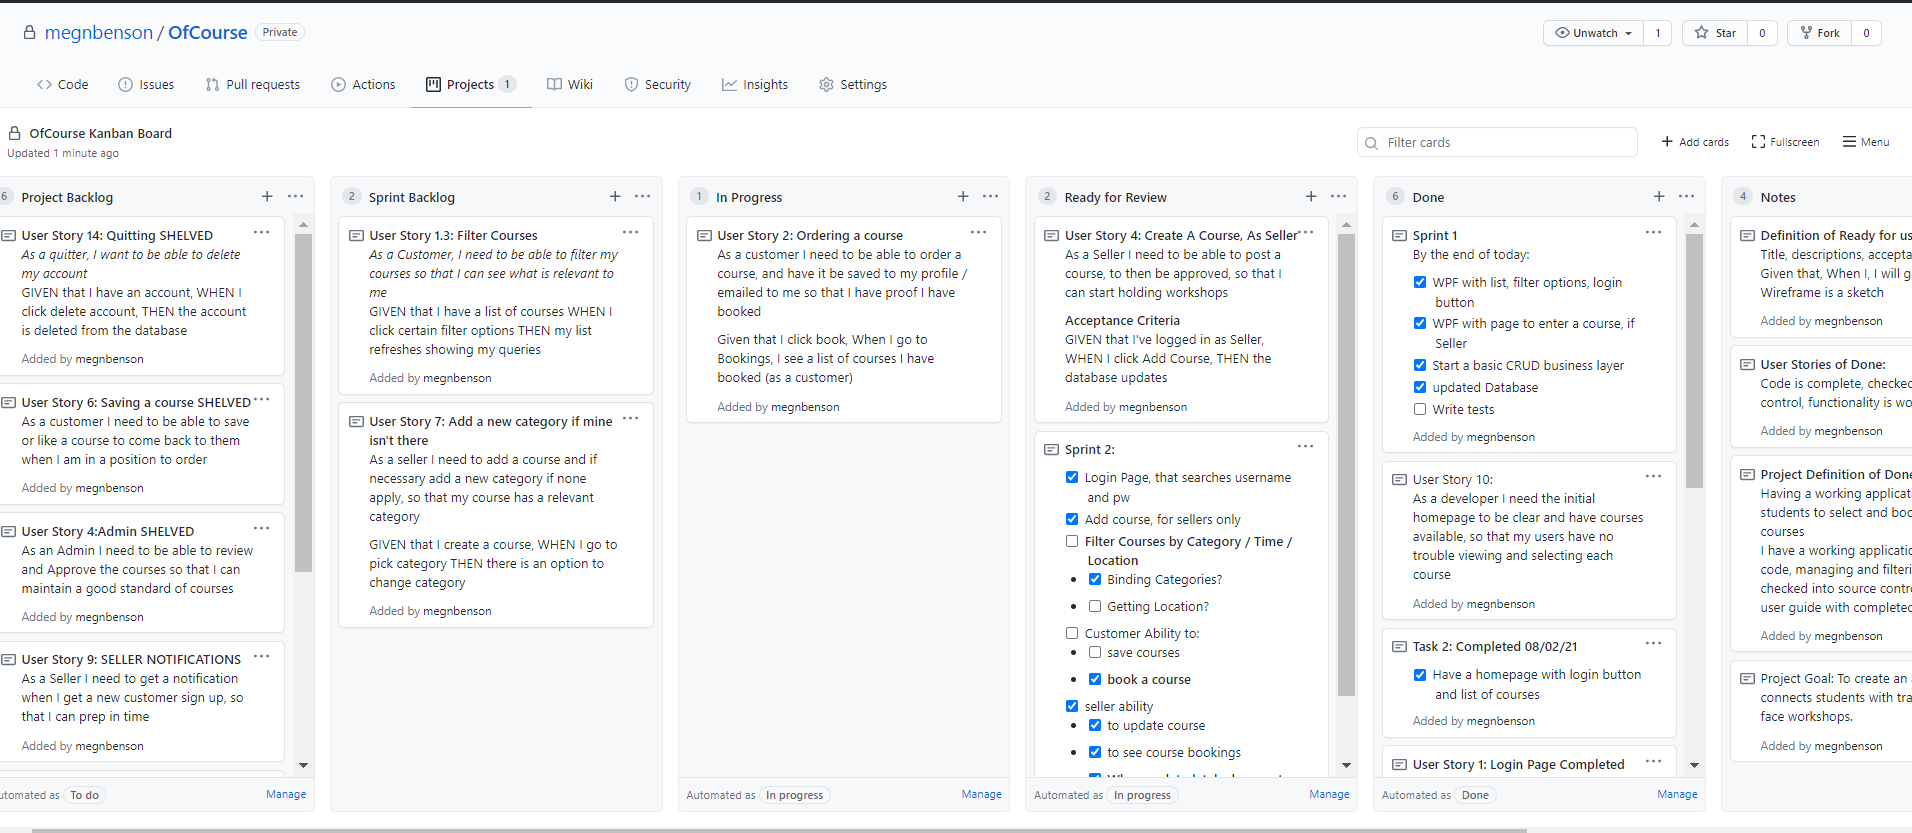 megnbenson / OfCourse Private
Unwatch 1 Star 0 Fork 0
Code Issues Pull requests Actions Projects 1 Wiki Security Insights Settings
OfCourse Kanban Board
Updated 1 minute ago
Filter cards
Add cards Fullscreen Menu
6 Project Backlog
User Story 14: Quitting SHELVED
As a quitter, I want to be able to delete
my account
GIVEN that I have an account, WHEN I
click delete account, THEN the account
is deleted from the database
Added by megnbenson
User Story 6: Saving a course SHELVED
As a customer I need to be able to save
or like a course to come back to them
when I am in a position to order
Added by megnbenson
User Story 4:Admin SHELVED
As an Admin I need to be able to review
and Approve the courses so that I can
maintain a good standard of courses
Added by megnbenson
User Story 9: SELLER NOTIFICATIONS
As a Seller I need to get a notification
when I get a new customer sign up, so
that I can prep in time
Added by megnbenson
utomated as To do Manage
2 Sprint Backlog
User Story 1.3: Filter Courses
As a Customer, I need to be able to filter my
courses so that I can see what is relevant to
me
GIVEN that I have a list of courses WHEN I
click certain filter options THEN my list
refreshes showing my queries
Added by megnbenson
User Story 7: Add a new category if mine
isn't there
As a seller I need to add a course and if
necessary add a new category if none
apply, so that my course has a relevant
category
GIVEN that I create a course, WHEN I go to
pick category THEN there is an option to
change category
Added by megnbenson
1 In Progress
User Story 2: Ordering a course
As a customer I need to be able to order a
course, and have it be saved to my profile /
emailed to me so that I have proof I have
booked
Given that I click book, When I go to
Bookings, I see a list of courses I have
booked (as a customer)
Added by megnbenson
Automated as In progress Manage
2 Ready for Review
User Story 4: Create A Course, As Seller
As a Seller I need to be able to post a
course, to then be approved, so that I
can start holding workshops
Acceptance Criteria
GIVEN that I've logged in as Seller,
WHEN I click Add Course, THEN the
database updates
Added by megnbenson
Sprint 2:
Login Page, that searches username
and pw
Add course, for sellers only
Filter Courses by Category / Time /
Location
Binding Categories?
Getting Location?
Customer Ability to:
save courses
book a course
seller ability
to update course
to see course bookings
Automated as In progress Manage
6 Done
Sprint 1
By the end of today:
WPF with list, filter options, login
button
WPF with page to enter a course, if
Seller
Start a basic CRUD business layer
updated Database
Write tests
Added by megnbenson
User Story 10:
As a developer I need the initial
homepage to be clear and have courses
available, so that my users have no
trouble viewing and selecting each
course
Added by megnbenson
Task 2: Completed 08/02/21
Have a homepage with login button
and list of courses
Added by megnbenson
User Story 1: Login Page Completed
Automated as Done Manage
4 Notes
Definition of Ready for us
Title, descriptions, accepta
Given that, When I, I will g
Wireframe is a sketch
Added by megnbenson
User Stories of Done:
Code is complete, checked
control, functionality is wo
Added by megnbenson
Project Definition of Done
Having a working applicati
students to select and boo
courses
I have a working applicatio
code, managing and filteri
checked into source contro
user guide with completed
Added by megnbenson
Project Goal: To create an
connects students with tra
face workshops.
Added by megnbenson